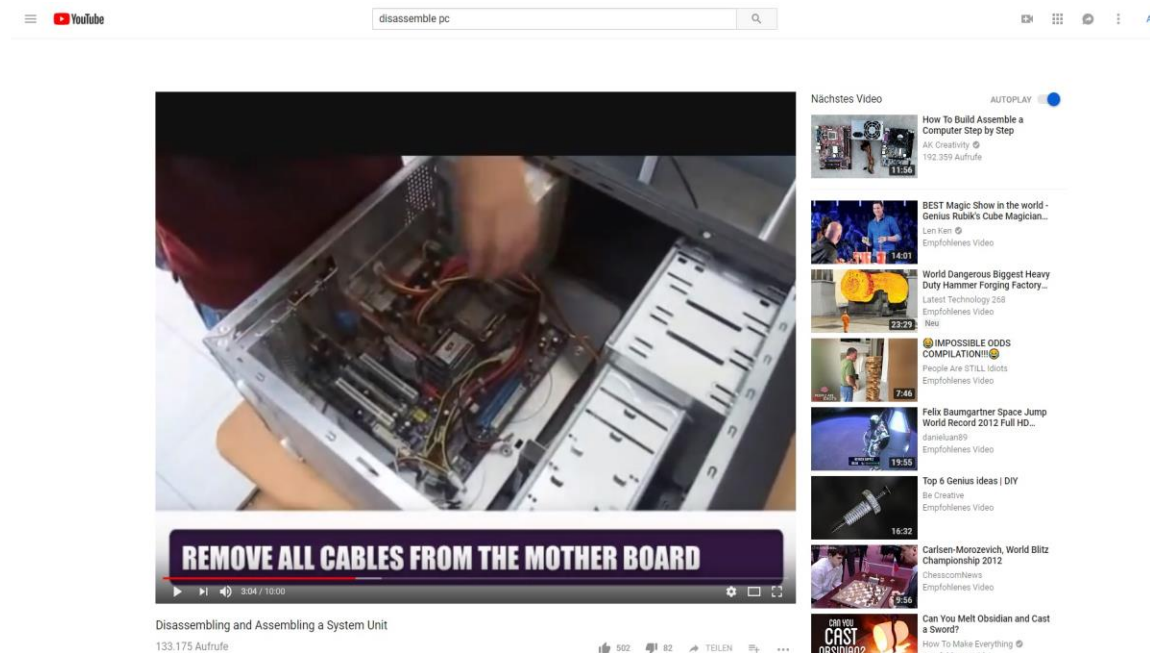 YouTube
disassemble pc
REMOVE ALL CABLES FROM THE MOTHER BOARD
3:04 / 10:00
Disassembling and Assembling a System Unit
133.175 Aufrufe
502
82
TEILEN
Nächstes Video
AUTOPLAY
11:56
How To Build Assemble a
Computer Step by Step
AK Creativity
192.359 Aufrufe
14:01
BEST Magic Show in the world -
Genius Rubik's Cube Magician...
Len Ken
Empfohlenes Video
23:29
World Dangerous Biggest Heavy
Duty Hammer Forging Factory...
Latest Technology 268
Empfohlenes Video
Neu
7:46
😂 IMPOSSIBLE ODDS
COMPILATION!!!😂
People Are STILL Idiots
Empfohlenes Video
19:55
Felix Baumgartner Space Jump
World Record 2012 Full HD...
danieluan89
Empfohlenes Video
16:32
Top 6 Genius ideas | DIY
Be Creative
Empfohlenes Video
9:56
Carlsen-Morozevich, World Blitz
Championship 2012
ChesscomNews
Empfohlenes Video
CAN YOU
CAST
OBSIDIAN?
Can You Melt Obsidian and Cast
a Sword?
How To Make Everything